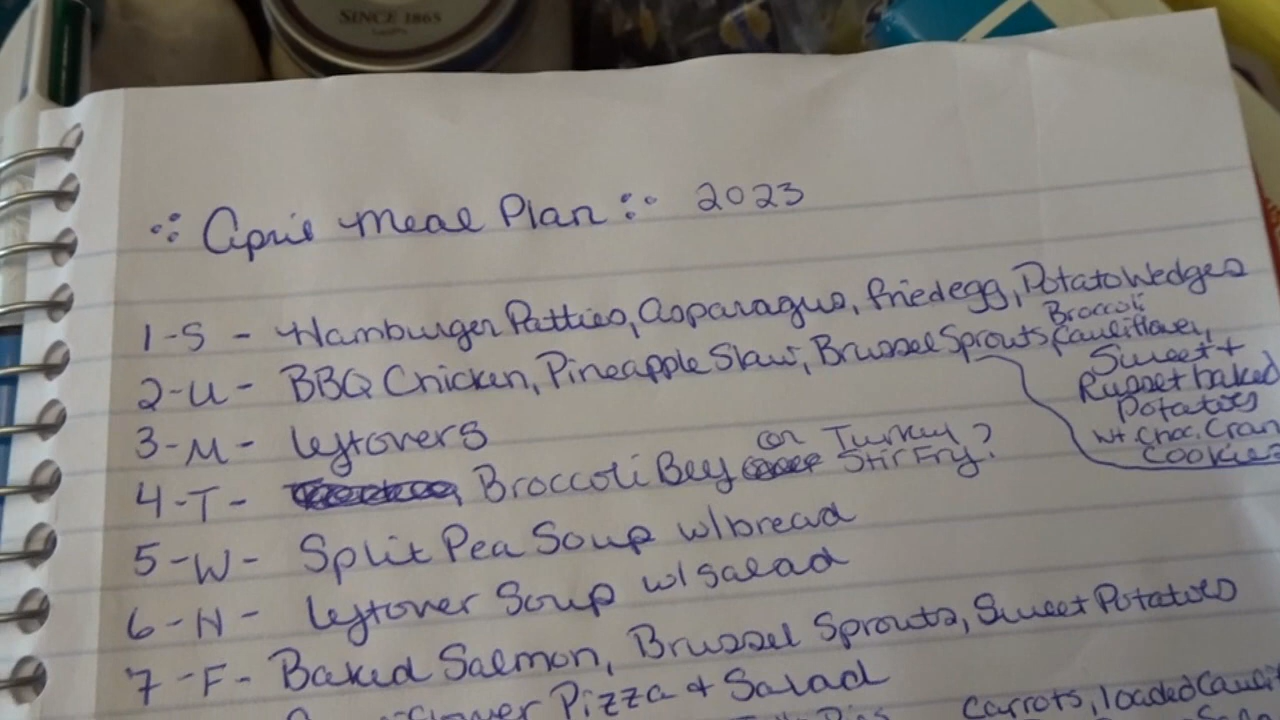 SINCE 1865
April Meal Plan 2023
1-S - Hamburger Patties, Asparagus, fried egg, Potato Wedges
2-U - BBQ Chicken, Pineapple Slaw, Brussel Sprouts, Broccoli Cauliflower,
Sweet +
Russet baked
Potatoes
Wt. Choc. Cran
Cookies
3-M - leftovers
4-T - Broccoli Beef or Turkey Stir Fry?
5-W - Split Pea Soup w/bread
6-H - leftover Soup w/salad
7-F - Baked Salmon, Brussel Sprouts, Sweet Potatoes
Pizza + Salad
Carrots, loaded